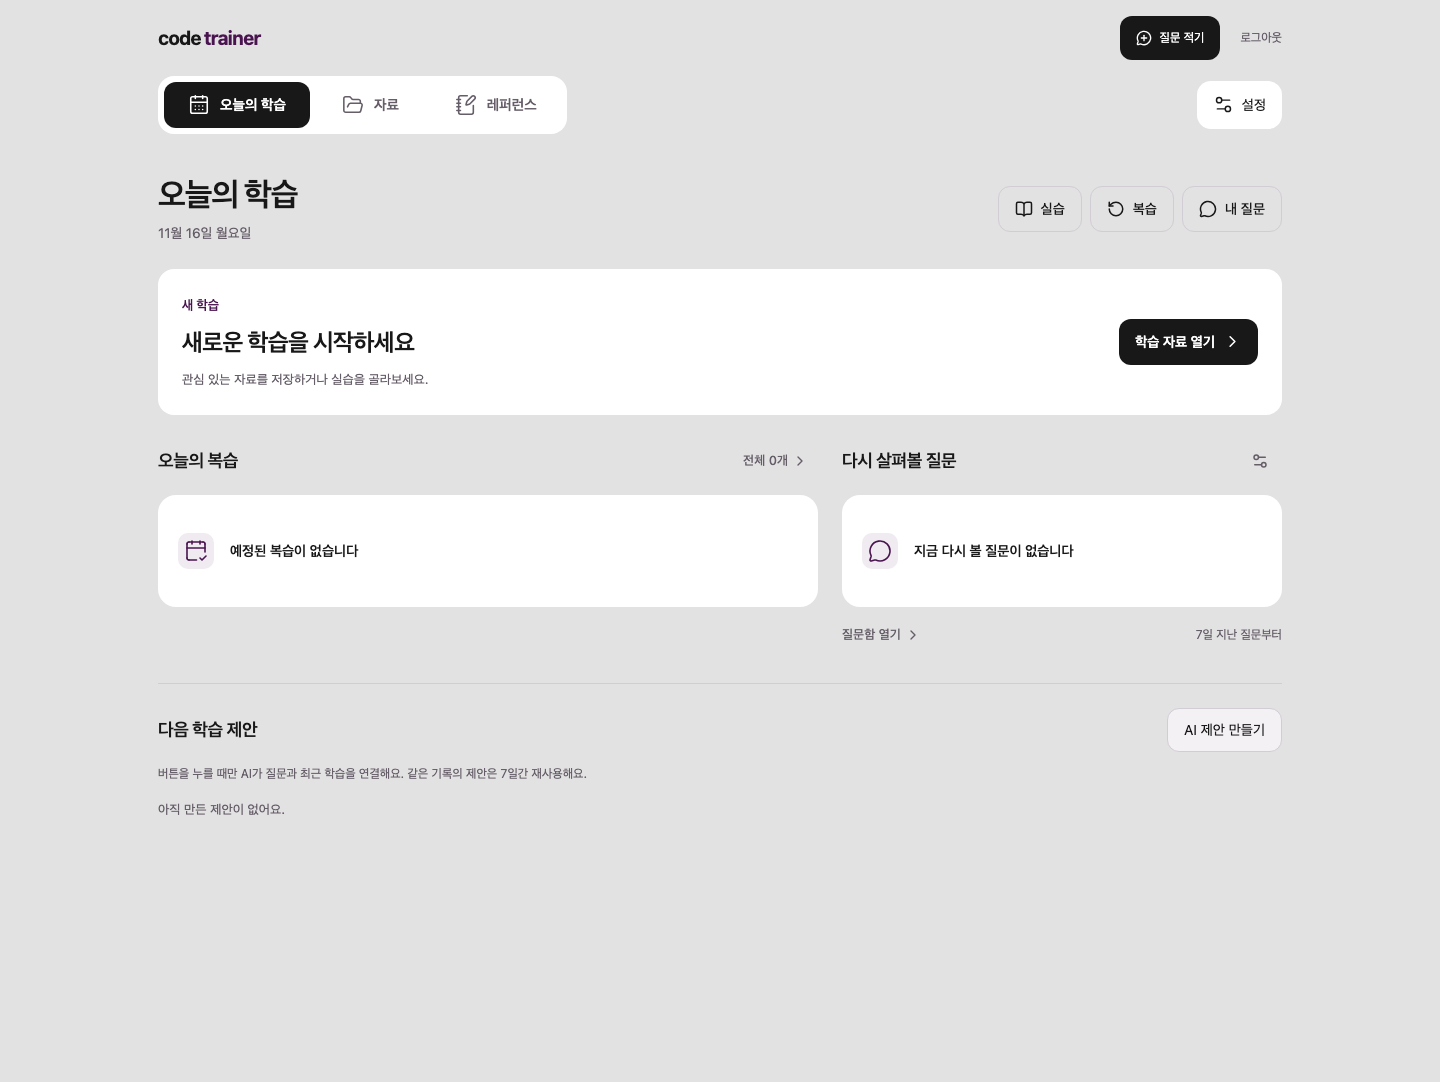 code trainer
질문 적기
로그아웃
오늘의 학습
자료
레퍼런스
설정
오늘의 학습
11월 16일 월요일
실습
복습
내 질문
새 학습
새로운 학습을 시작하세요
관심 있는 자료를 저장하거나 실습을 골라보세요.
학습 자료 열기
오늘의 복습
전체 0개
예정된 복습이 없습니다
다시 살펴볼 질문
지금 다시 볼 질문이 없습니다
질문함 열기
7일 지난 질문부터
다음 학습 제안
AI 제안 만들기
버튼을 누를 때만 AI가 질문과 최근 학습을 연결해요. 같은 기록의 제안은 7일간 재사용해요.
아직 만든 제안이 없어요.